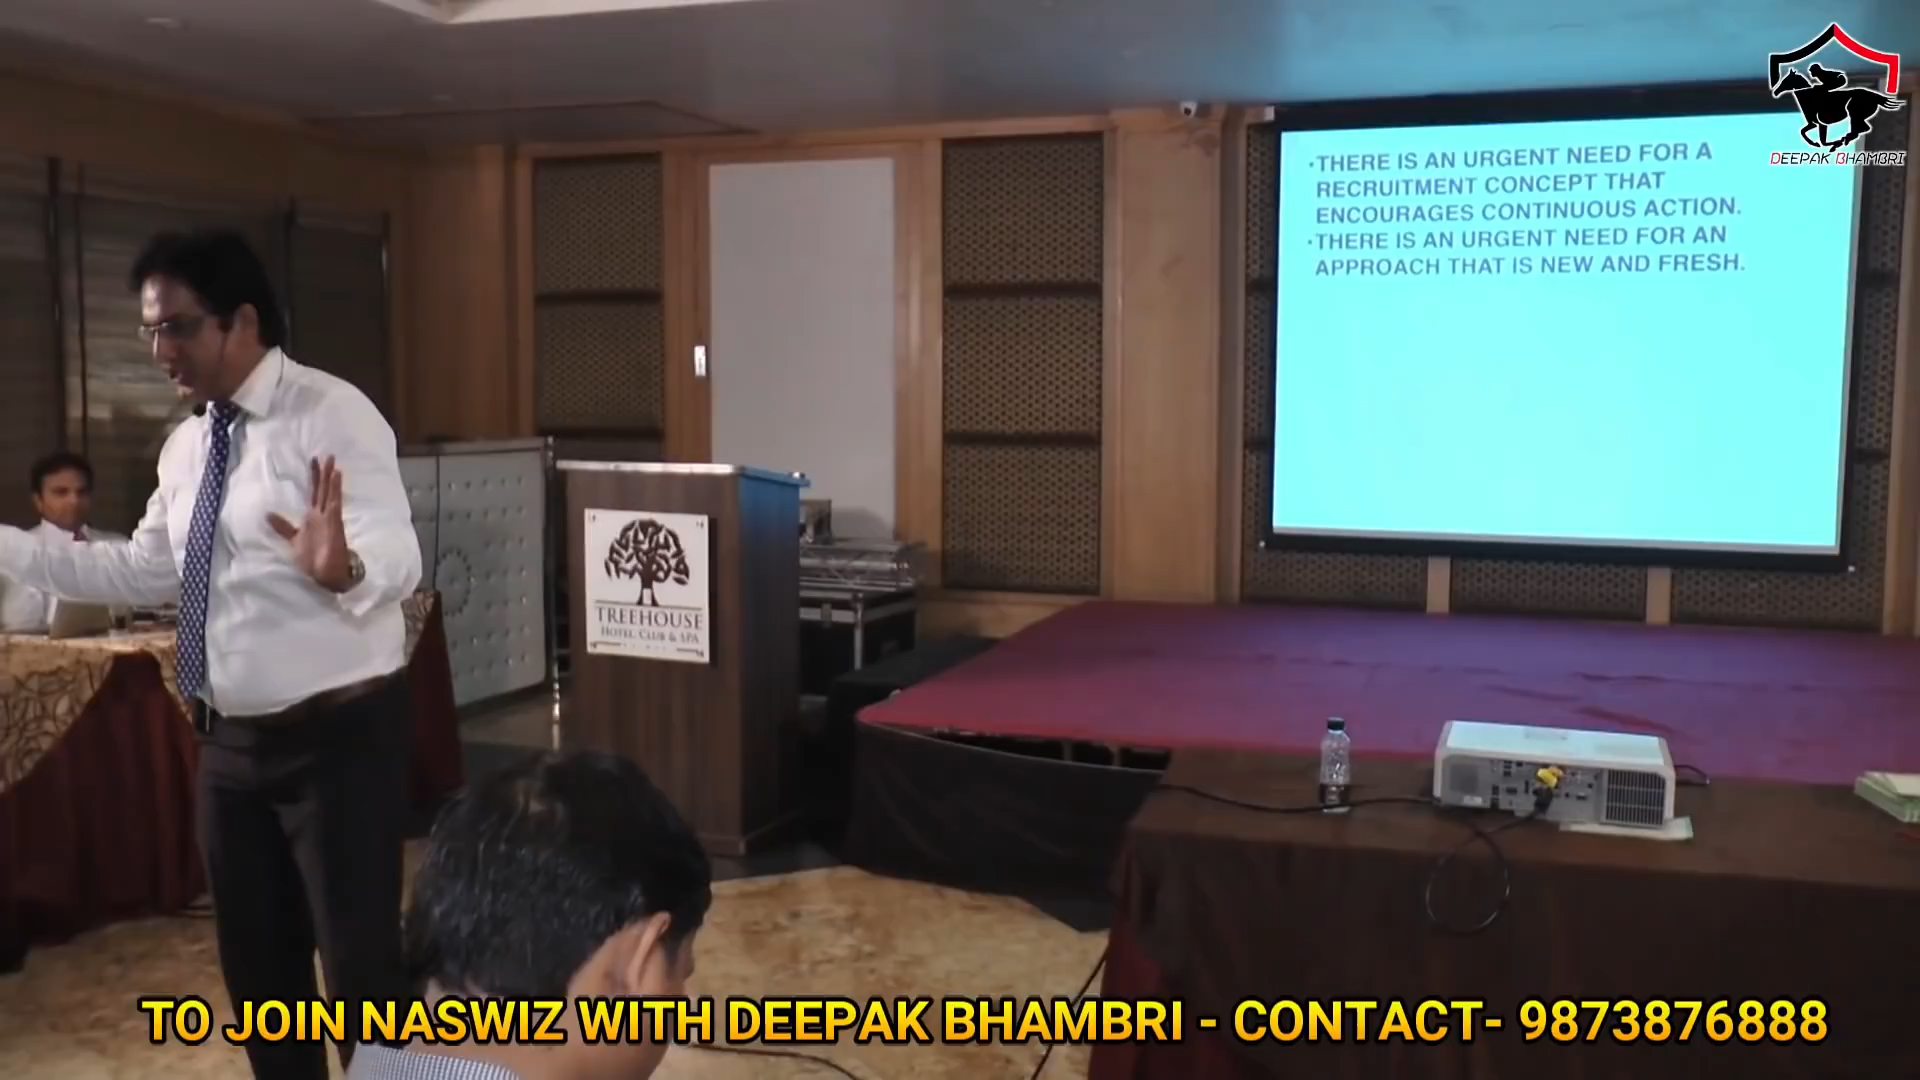 ·THERE IS AN URGENT NEED FOR A
RECRUITMENT CONCEPT THAT
ENCOURAGES CONTINUOUS ACTION.
·THERE IS AN URGENT NEED FOR AN
APPROACH THAT IS NEW AND FRESH.
DEEPAK BHAMBRI
TREEHOUSE
HOTEL, CLUB & SPA
TO JOIN NASWIZ WITH DEEPAK BHAMBRI - CONTACT- 9873876888